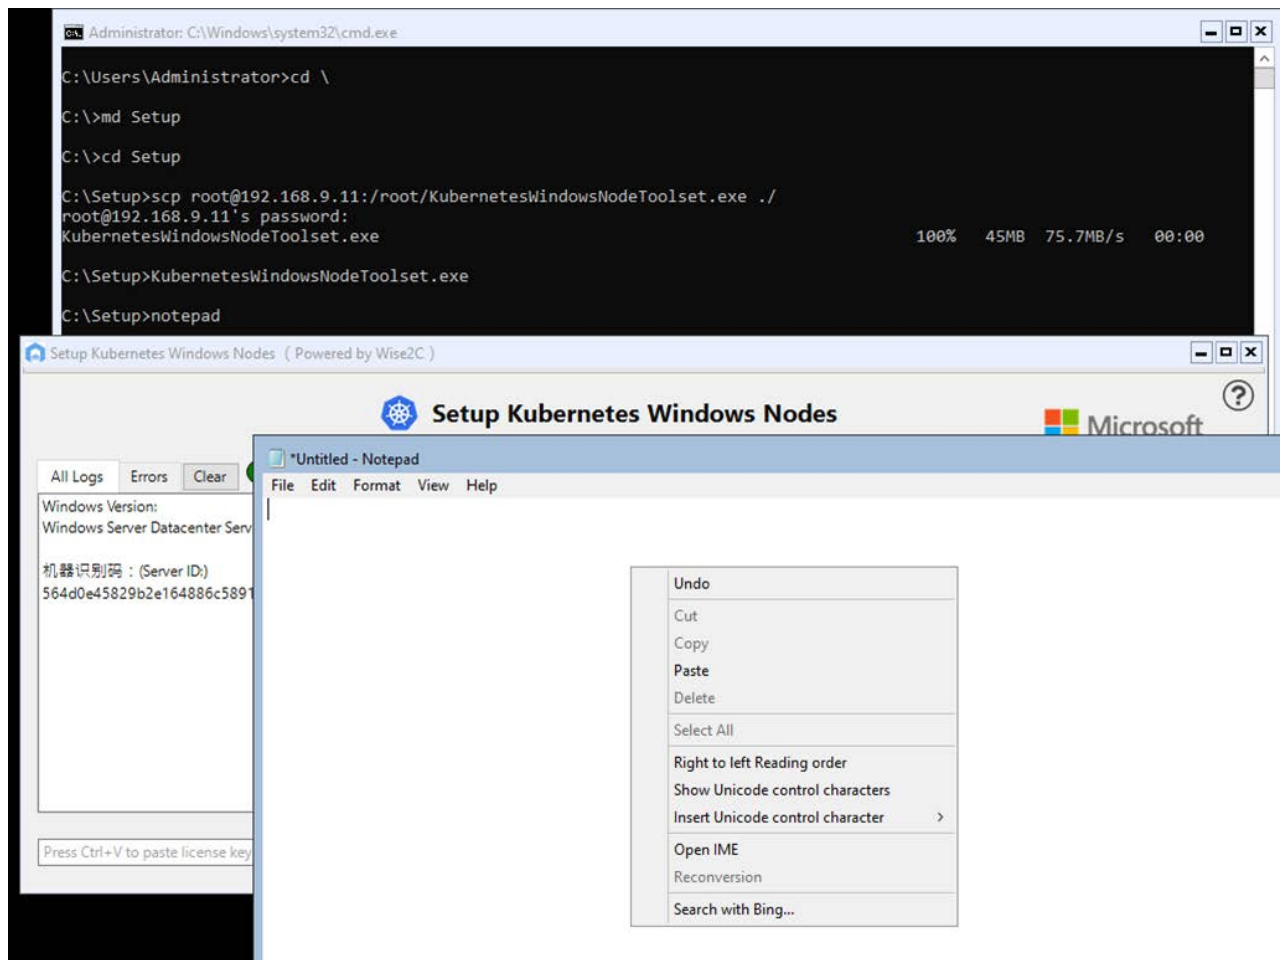 Administrator: C:\Windows\system32\cmd.exe
C:\Users\Administrator>cd \
C:\>md Setup
C:\>cd Setup
C:\Setup>scp root@192.168.9.11:/root/KubernetesWindowsNodeToolset.exe ./
root@192.168.9.11's password:
KubernetesWindowsNodeToolset.exe 100% 45MB 75.7MB/s 00:00
C:\Setup>KubernetesWindowsNodeToolset.exe
C:\Setup>notepad
Setup Kubernetes Windows Nodes ( Powered by Wise2C )
Setup Kubernetes Windows Nodes
Microsoft
All Logs Errors Clear
Windows Version:
Windows Server Datacenter Serv
机器识别码：(Server ID:)
564d0e45829b2e164886c5891
Press Ctrl+V to paste license key
*Untitled - Notepad
File Edit Format View Help
Undo
Cut
Copy
Paste
Delete
Select All
Right to left Reading order
Show Unicode control characters
Insert Unicode control character
Open IME
Reconversion
Search with Bing...